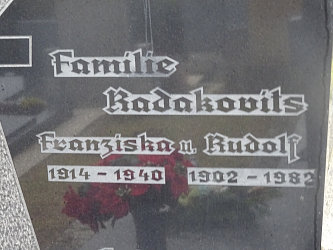 Familie
Radakovits
Franziska u. Rudolf
1914 - 1940 1902 - 1982